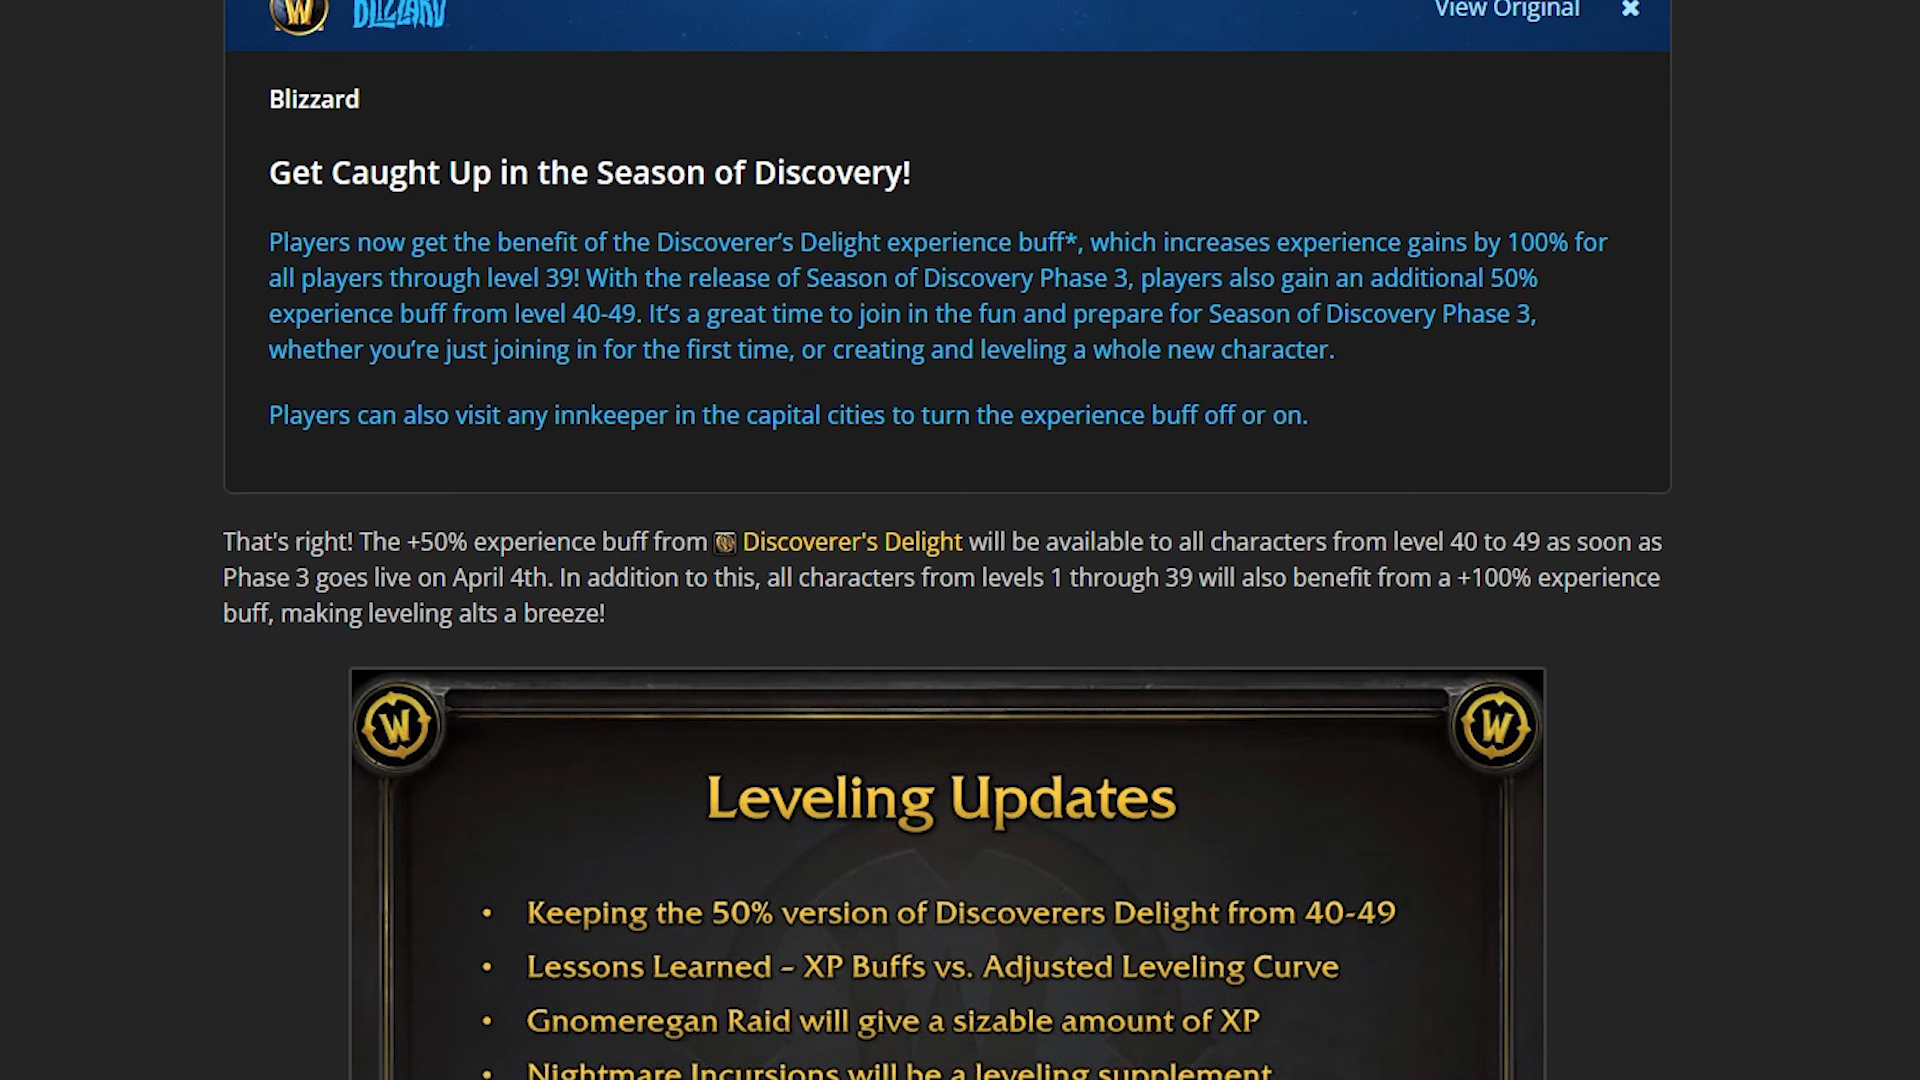 W BLIZZARD View Original ✖
Blizzard
Get Caught Up in the Season of Discovery!
Players now get the benefit of the Discoverer’s Delight experience buff*, which increases experience gains by 100% for
all players through level 39! With the release of Season of Discovery Phase 3, players also gain an additional 50%
experience buff from level 40-49. It’s a great time to join in the fun and prepare for Season of Discovery Phase 3,
whether you’re just joining in for the first time, or creating and leveling a whole new character.
Players can also visit any innkeeper in the capital cities to turn the experience buff off or on.
That's right! The +50% experience buff from Discoverer's Delight will be available to all characters from level 40 to 49 as soon as
Phase 3 goes live on April 4th. In addition to this, all characters from levels 1 through 39 will also benefit from a +100% experience
buff, making leveling alts a breeze!
W W
Leveling Updates
• Keeping the 50% version of Discoverers Delight from 40-49
• Lessons Learned – XP Buffs vs. Adjusted Leveling Curve
• Gnomeregan Raid will give a sizable amount of XP
• Nightmare Incursions will be a leveling supplement